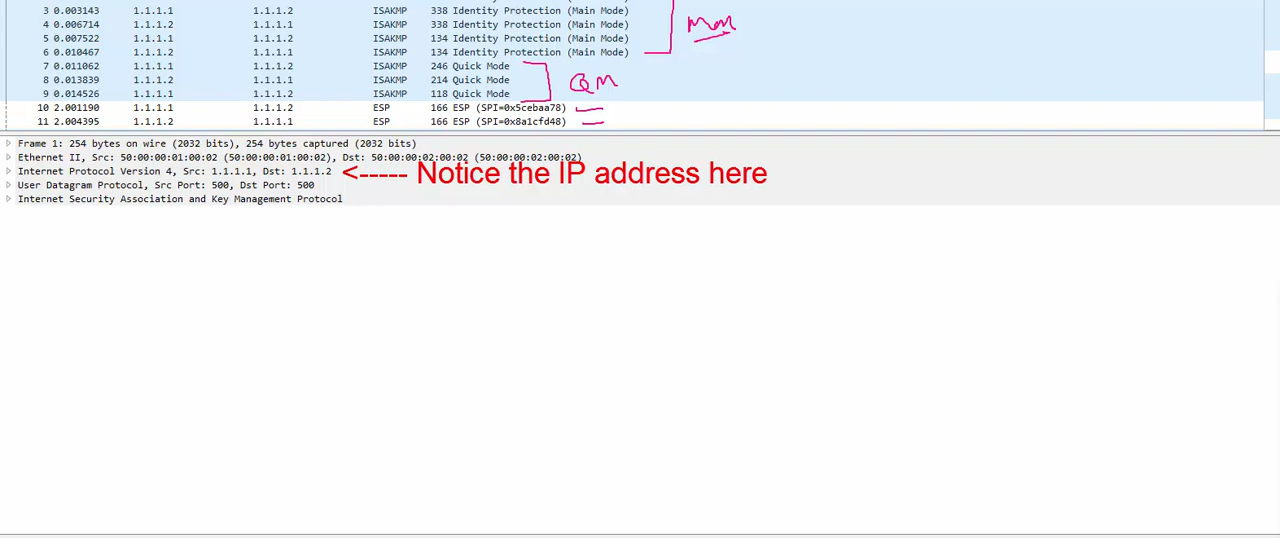 3 0.003143 1.1.1.1 1.1.1.2 ISAKMP 338 Identity Protection (Main Mode)
4 0.006714 1.1.1.2 1.1.1.1 ISAKMP 338 Identity Protection (Main Mode)
5 0.007522 1.1.1.1 1.1.1.2 ISAKMP 134 Identity Protection (Main Mode)
6 0.010467 1.1.1.2 1.1.1.1 ISAKMP 134 Identity Protection (Main Mode)
MM
7 0.011062 1.1.1.1 1.1.1.2 ISAKMP 246 Quick Mode
8 0.013839 1.1.1.2 1.1.1.1 ISAKMP 214 Quick Mode
9 0.014526 1.1.1.1 1.1.1.2 ISAKMP 118 Quick Mode
QM
10 2.001190 1.1.1.1 1.1.1.2 ESP 166 ESP (SPI=0x5cebaa78)
11 2.004395 1.1.1.2 1.1.1.1 ESP 166 ESP (SPI=0x8a1cfd48)
Frame 1: 254 bytes on wire (2032 bits), 254 bytes captured (2032 bits)
Ethernet II, Src: 50:00:00:01:00:02 (50:00:00:01:00:02), Dst: 50:00:00:02:00:02 (50:00:00:02:00:02)
Internet Protocol Version 4, Src: 1.1.1.1, Dst: 1.1.1.2 <----- Notice the IP address here
User Datagram Protocol, Src Port: 500, Dst Port: 500
Internet Security Association and Key Management Protocol